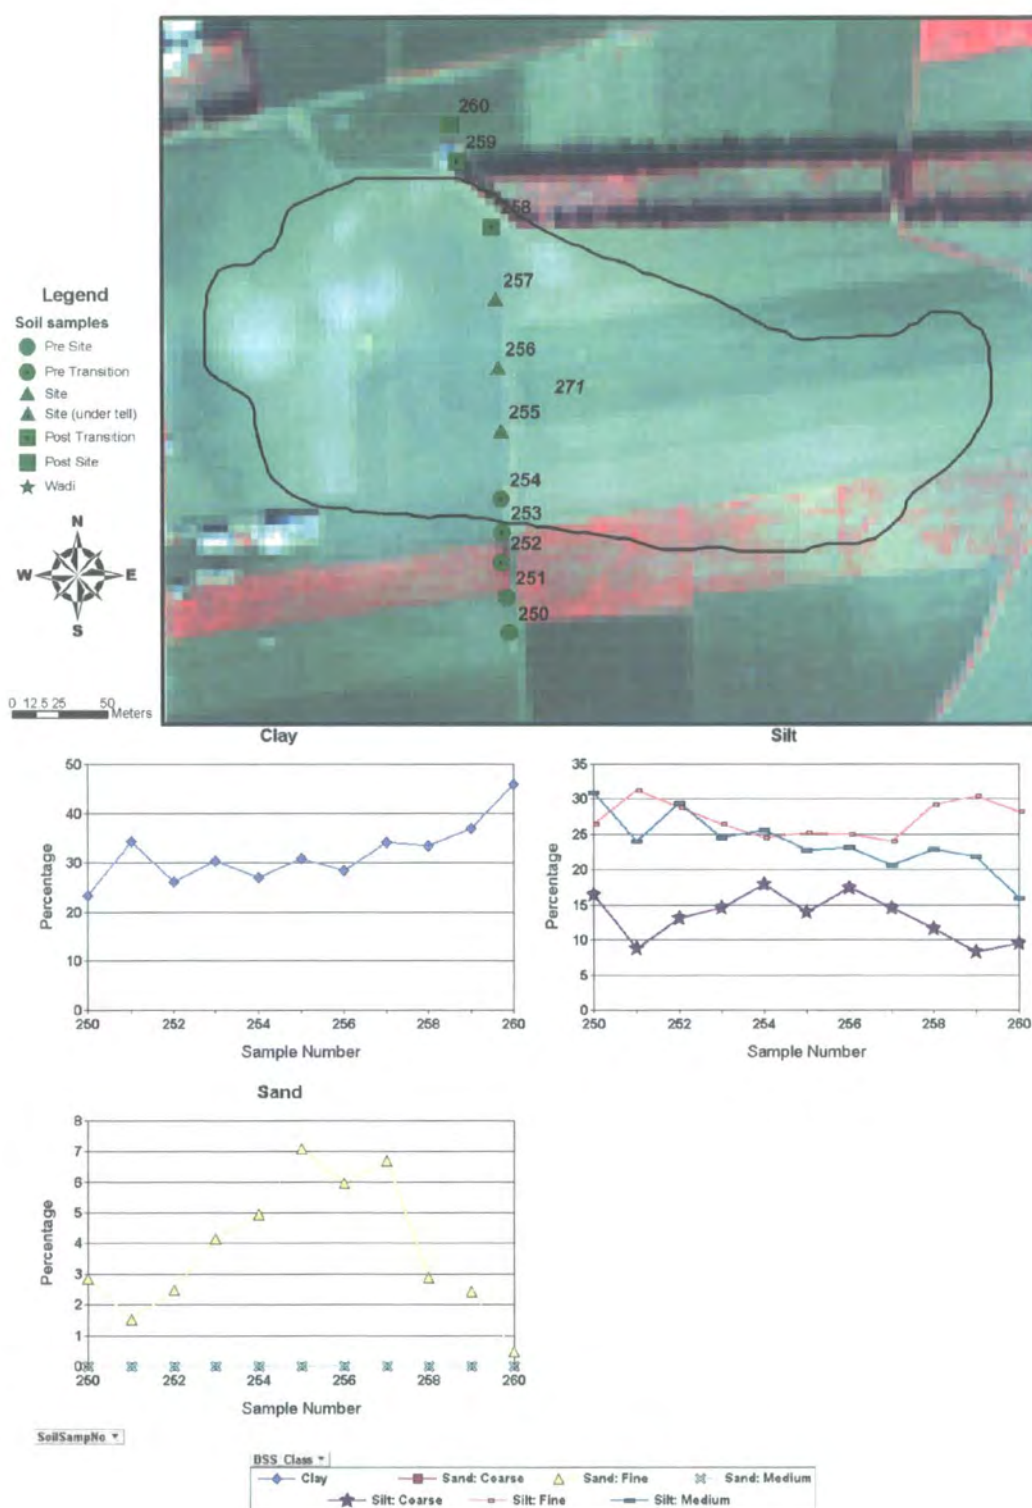 260
259
258
257
256
271
255
254
253
252
251
250
Legend
Soil samples
Pre Site
Pre Transition
Site
Site (under tell)
Post Transition
Post Site
Wadi
N
W E
S
0 12.5 25 50
Meters
Clay
50
40
30
20
10
0
Percentage
250 252 254 256 258 260
Sample Number
Silt
35
30
25
20
15
10
5
0
Percentage
250 252 254 256 258 260
Sample Number
Sand
8
7
6
5
4
3
2
1
0
Percentage
250 252 254 256 258 260
Sample Number
SoilSampNo
BSS_Class
Clay Sand: Coarse Sand: Fine Sand: Medium
Silt: Coarse Silt: Fine Silt: Medium